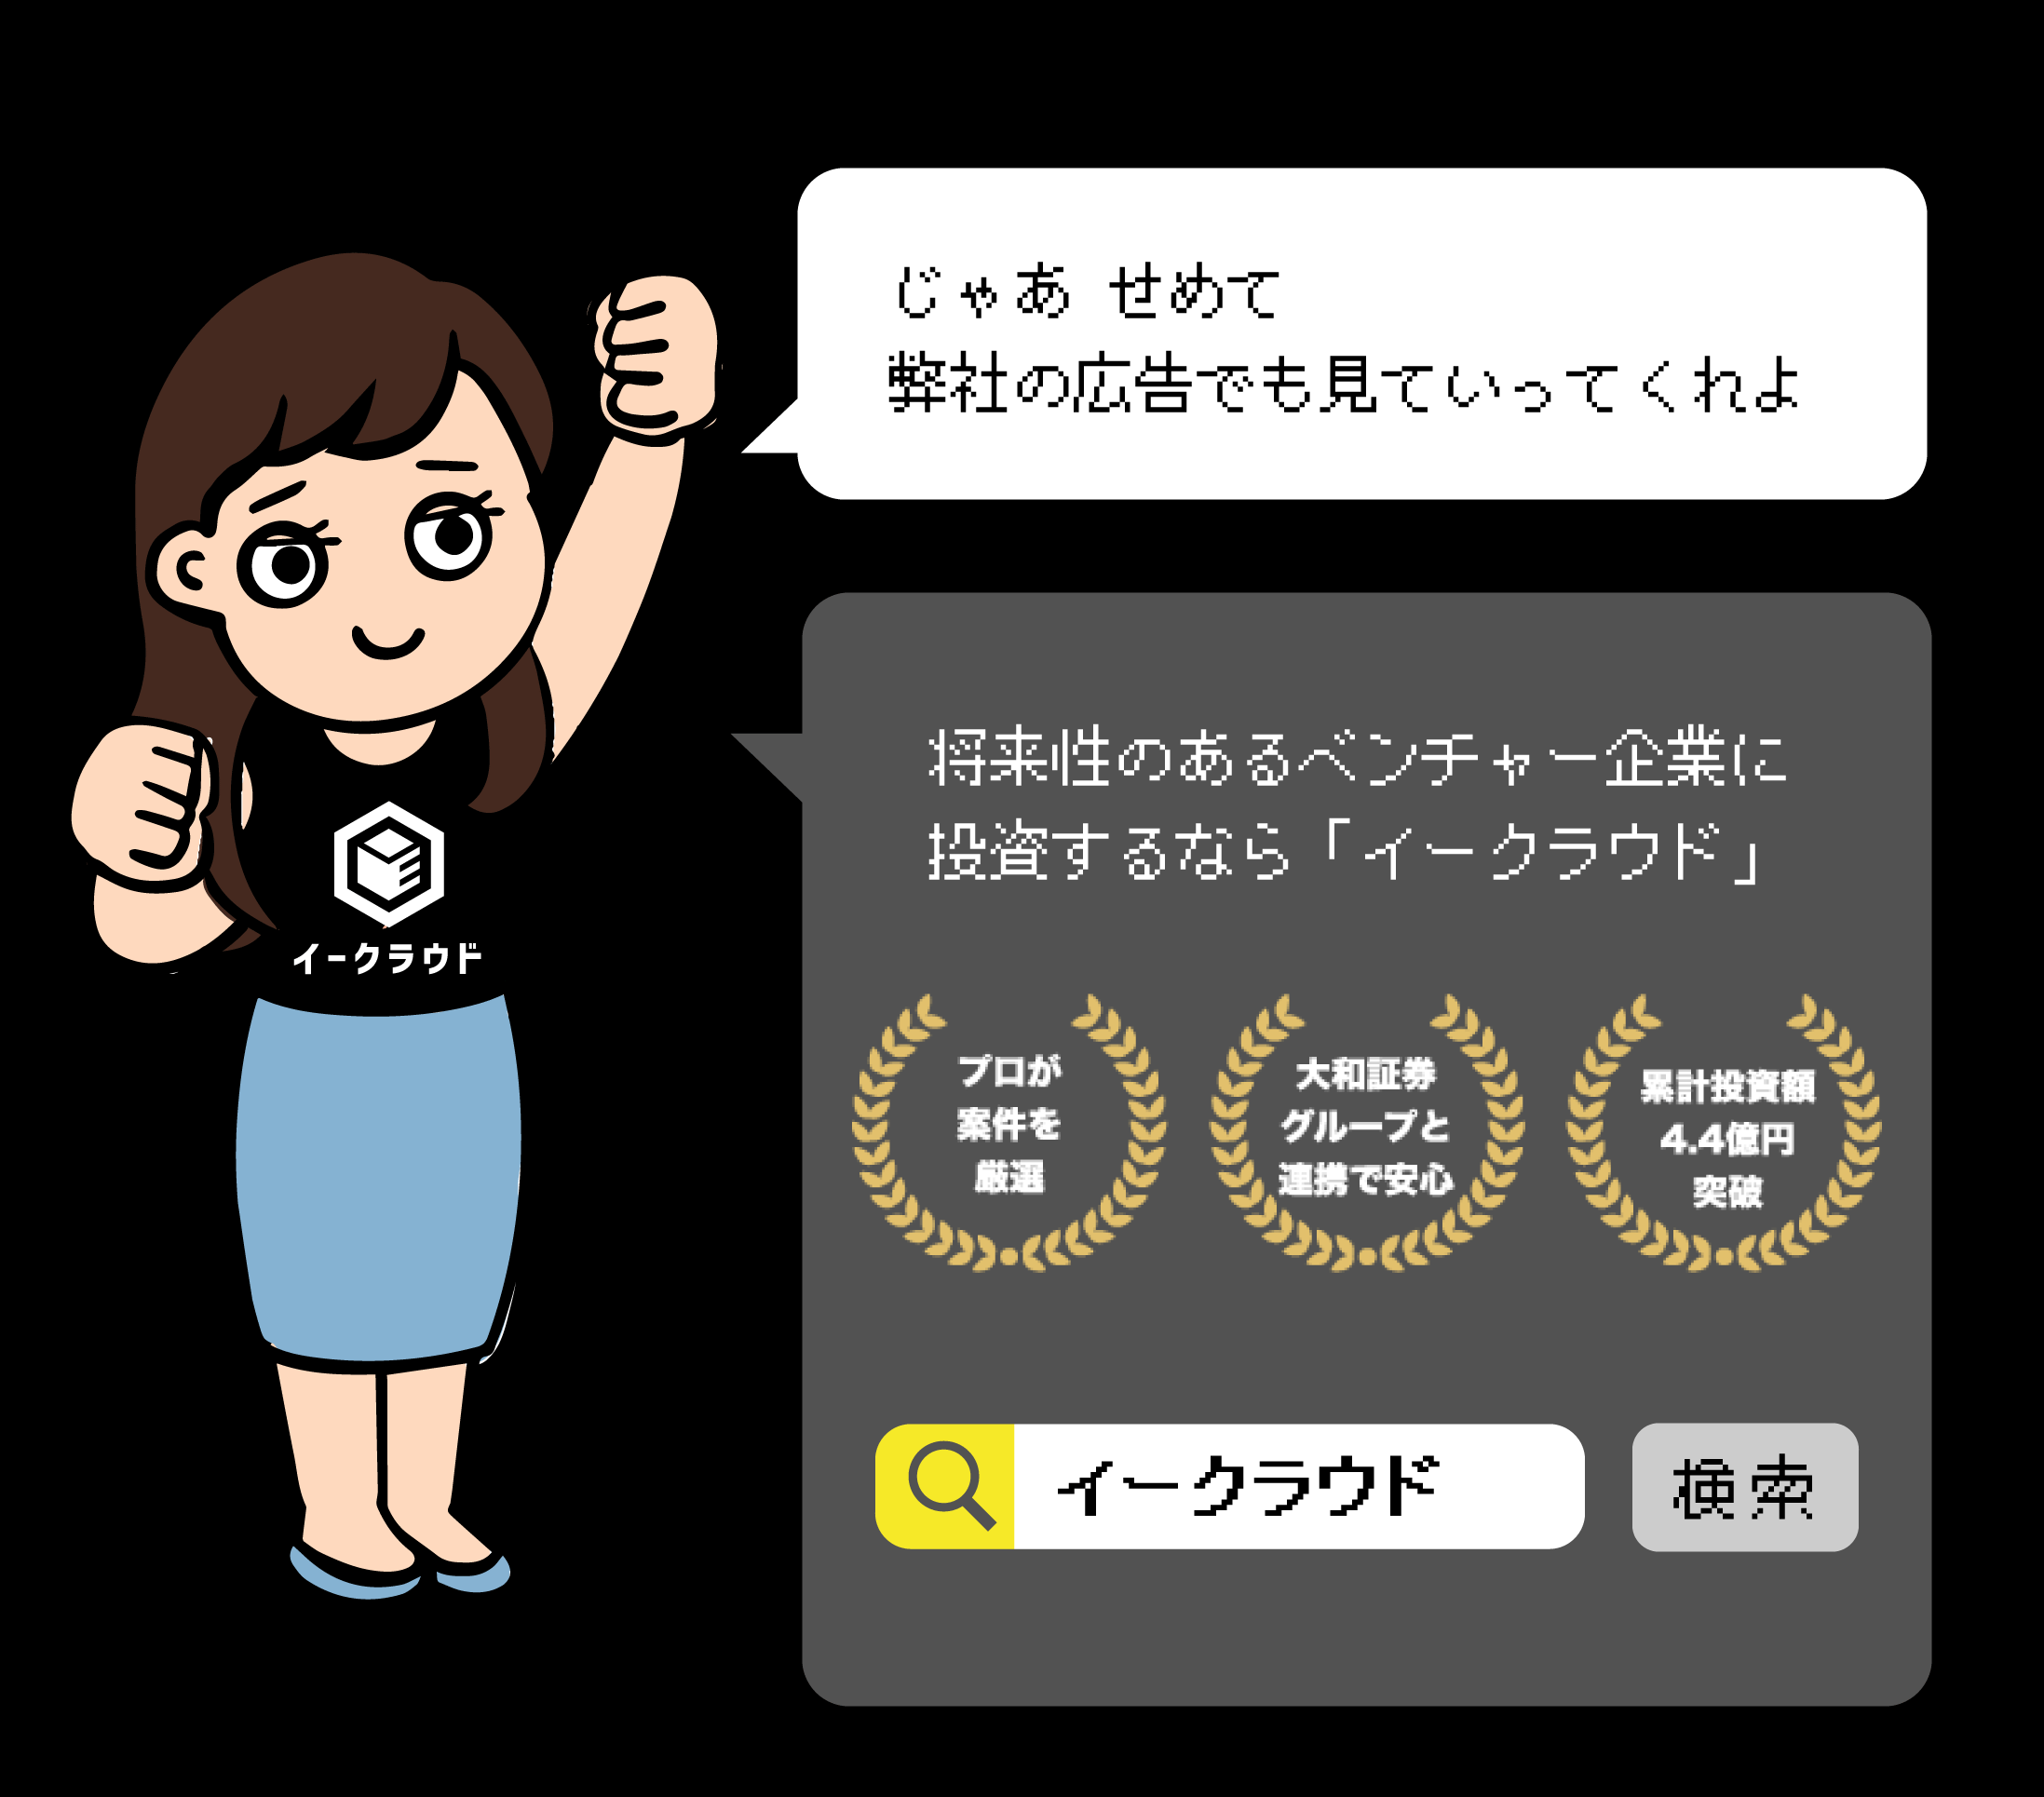 じゃあ せめて
弊社の広告でも見ていってくれよ
将来性のあるベンチャー企業に
投資するなら「イークラウド」
プロが
案件を
厳選
大和証券
グループと
連携で安心
累計投資額
4.4億円
突破
イークラウド
検索
イークラウド